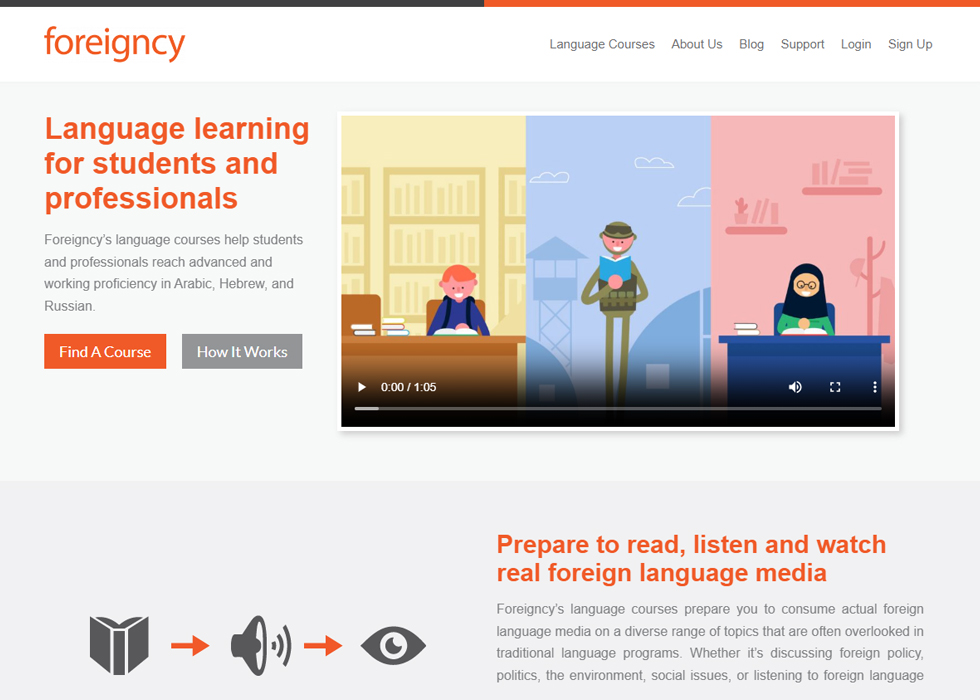 foreigncy
Language Courses About Us Blog Support Login Sign Up
Language learning
for students and
professionals
Foreigncy’s language courses help students
and professionals reach advanced and
working proficiency in Arabic, Hebrew, and
Russian.
Find A Course How It Works
0:00 / 1:05
Prepare to read, listen and watch
real foreign language media
Foreigncy’s language courses prepare you to consume actual foreign
language media on a diverse range of topics that are often overlooked in
traditional language programs. Whether it’s discussing foreign policy,
politics, the environment, social issues, or listening to foreign language